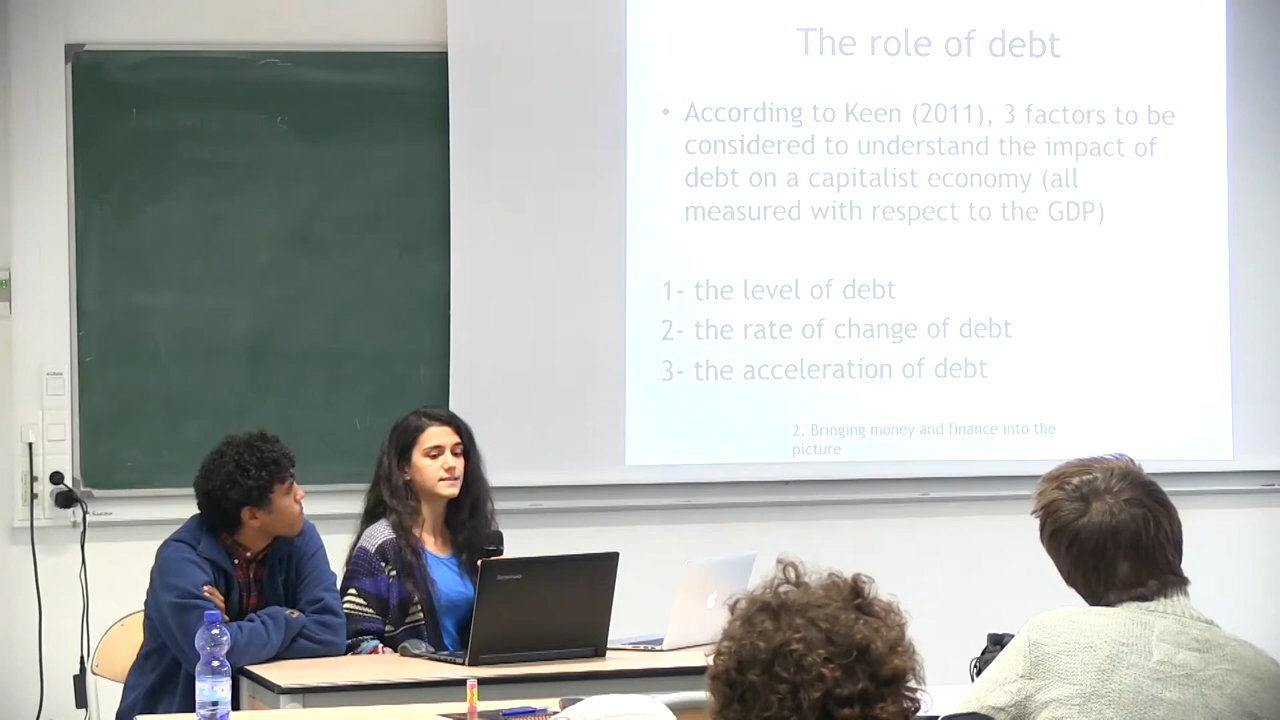 The role of debt
• According to Keen (2011), 3 factors to be
considered to understand the impact of
debt on a capitalist economy (all
measured with respect to the GDP)
1- the level of debt
2- the rate of change of debt
3- the acceleration of debt
2. Bringing money and finance into the
picture
Lenovo